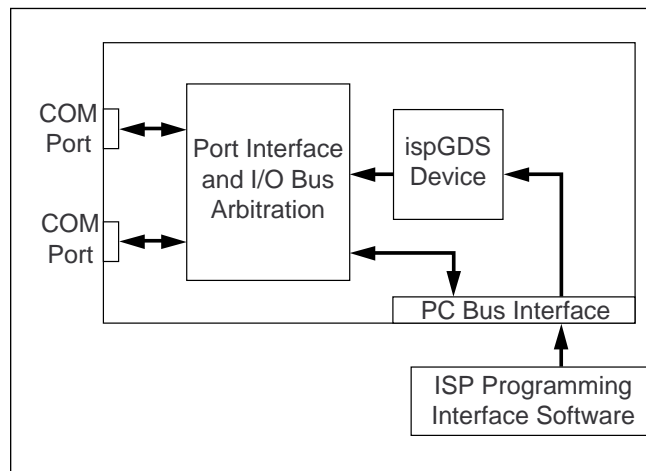 COM
Port
Port Interface
and I/O Bus
Arbitration
ispGDS
Device
COM
Port
PC Bus Interface
ISP Programming
Interface Software